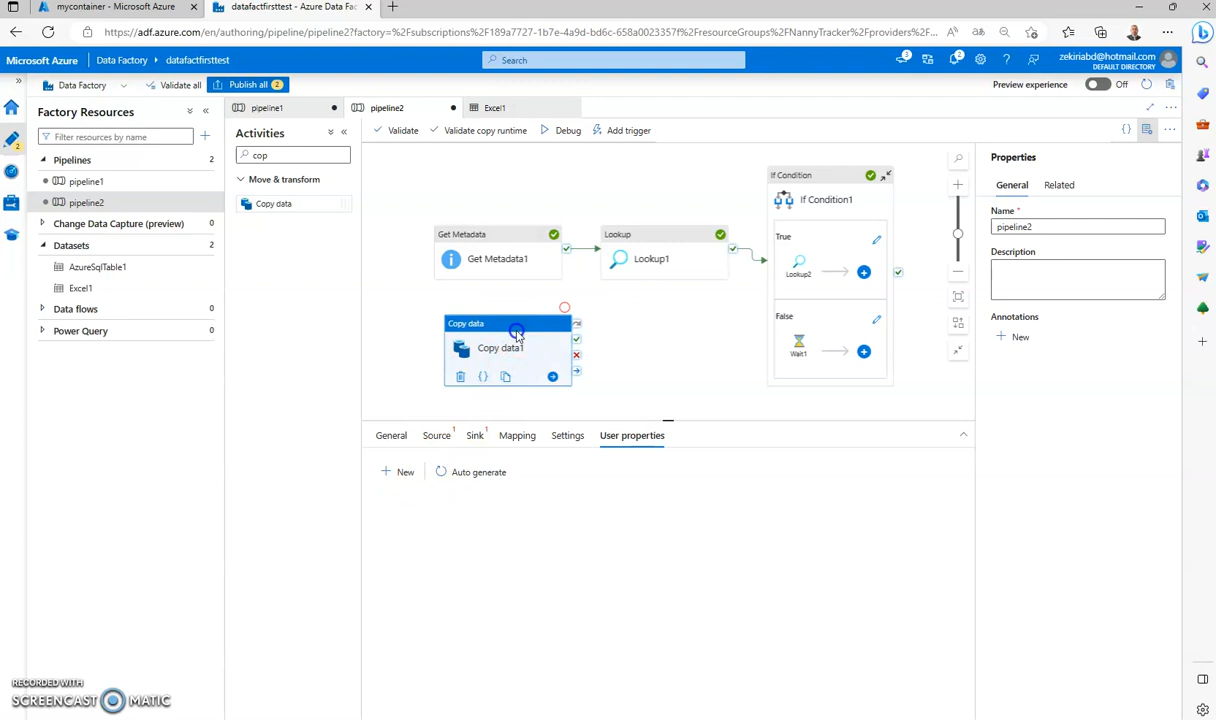 mycontainer - Microsoft Azure
datafactfirsttest - Azure Data Fa
https://adf.azure.com/en/authoring/pipeline/pipeline2?factory=%2Fsubscriptions%2F189a7b27-1b7e-4a9d-bd6c-658a0023357f%2FresourceGroups%2FNannyTracker%2Fproviders%2...
Microsoft Azure
Data Factory
datafactfirsttest
Search
3
2
zekiriabd@hotmail.com
DEFAULT DIRECTORY
Data Factory
Validate all
Publish all
2
Preview experience
Off
2
Factory Resources
Filter resources by name
Pipelines 2
pipeline1
pipeline2
Change Data Capture (preview) 0
Datasets 2
AzureSqlTable1
Excel1
Data flows 0
Power Query 0
pipeline1
pipeline2
Excel1
Activities
cop
Move & transform
Copy data
Validate
Validate copy runtime
Debug
Add trigger
Get Metadata
Get Metadata1
Lookup
Lookup1
If Condition
If Condition1
True
Lookup2
False
Wait1
Copy data
Copy data1
General
Source 1
Sink 1
Mapping
Settings
User properties
New
Auto generate
Properties
General
Related
Name *
pipeline2
Description
Annotations
New
RECORDED WITH
SCREENCAST MATIC